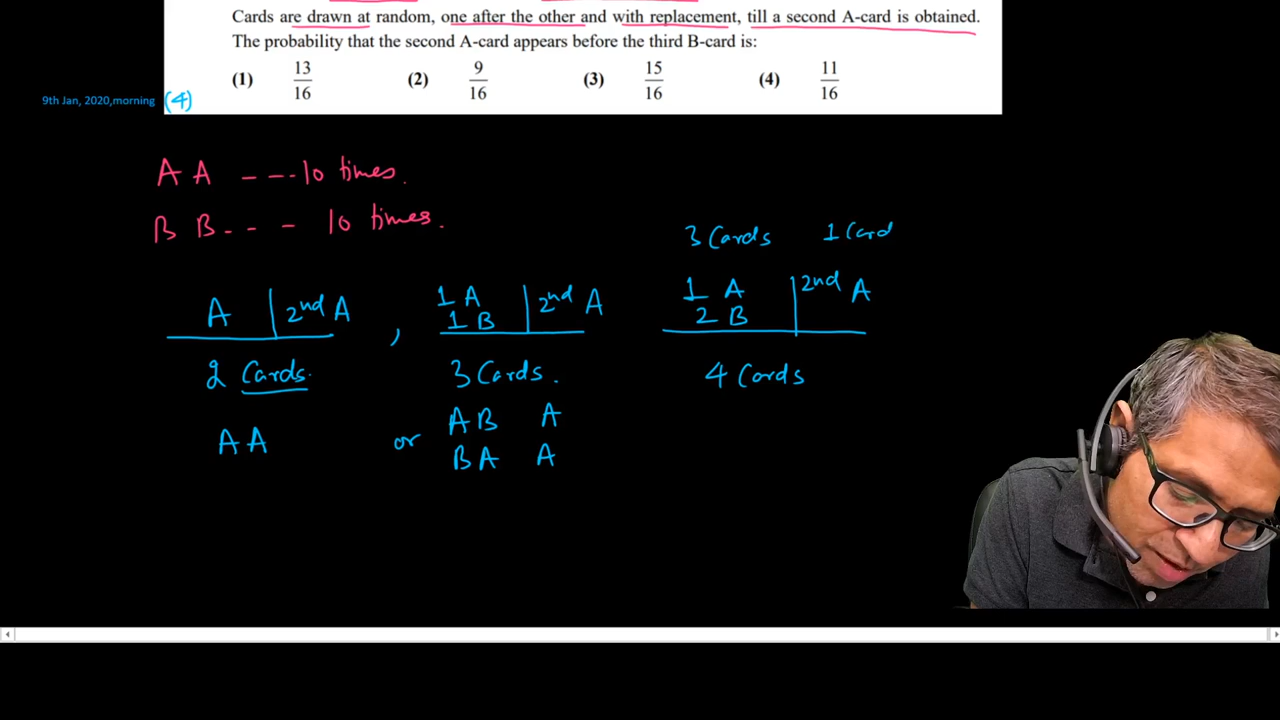 Cards are drawn at random, one after the other and with replacement, till a second A-card is obtained.
The probability that the second A-card appears before the third B-card is:
(1) 13/16 (2) 9/16 (3) 15/16 (4) 11/16
9th Jan, 2020,morning (4)
A A - - - 10 times.
B B - - - 10 times.
3 Cards 1 Card
A | 2nd A , 1 A 1 B | 2nd A 1 A 2 B | 2nd A
2 Cards. 3 Cards. 4 Cards
A A or A B A
B A A